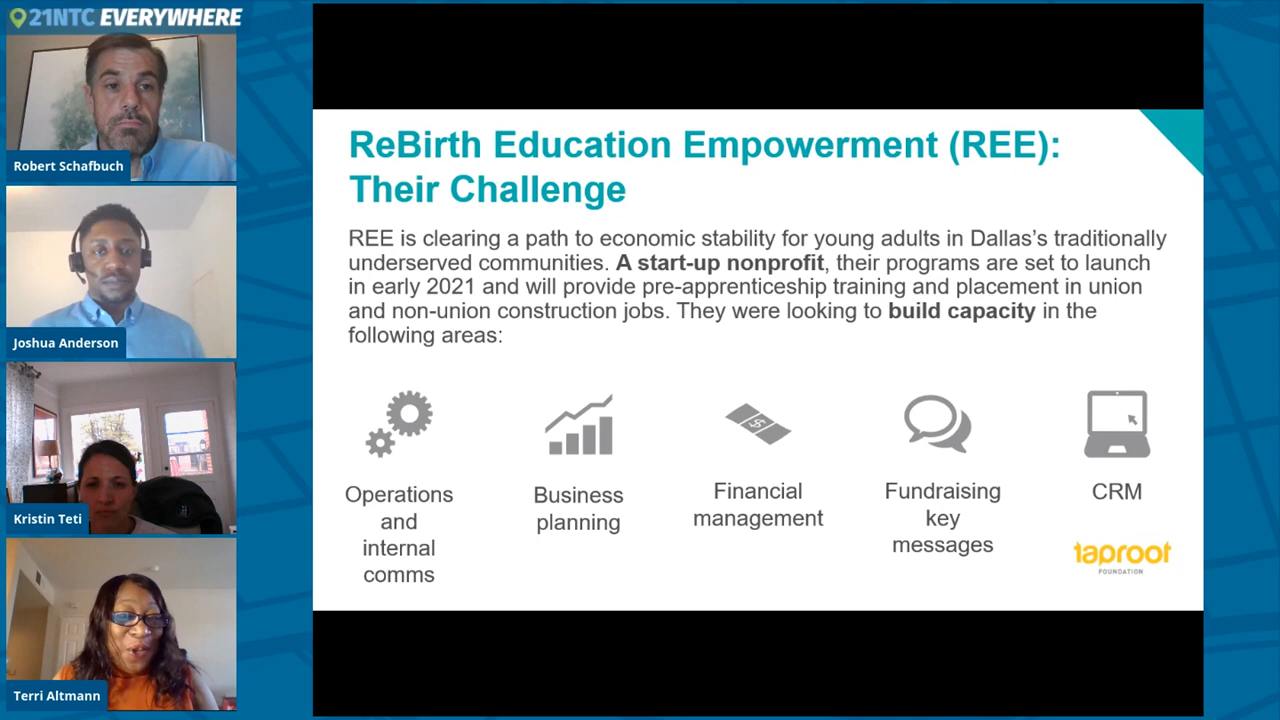 21NTC EVERYWHERE
Robert Schafbuch
Joshua Anderson
Kristin Teti
Terri Altmann
ReBirth Education Empowerment (REE):
Their Challenge
REE is clearing a path to economic stability for young adults in Dallas’s traditionally
underserved communities. A start-up nonprofit, their programs are set to launch
in early 2021 and will provide pre-apprenticeship training and placement in union
and non-union construction jobs. They were looking to build capacity in the
following areas:
Operations
and
internal
comms
Business
planning
Financial
management
Fundraising
key
messages
CRM
taproot
FOUNDATION